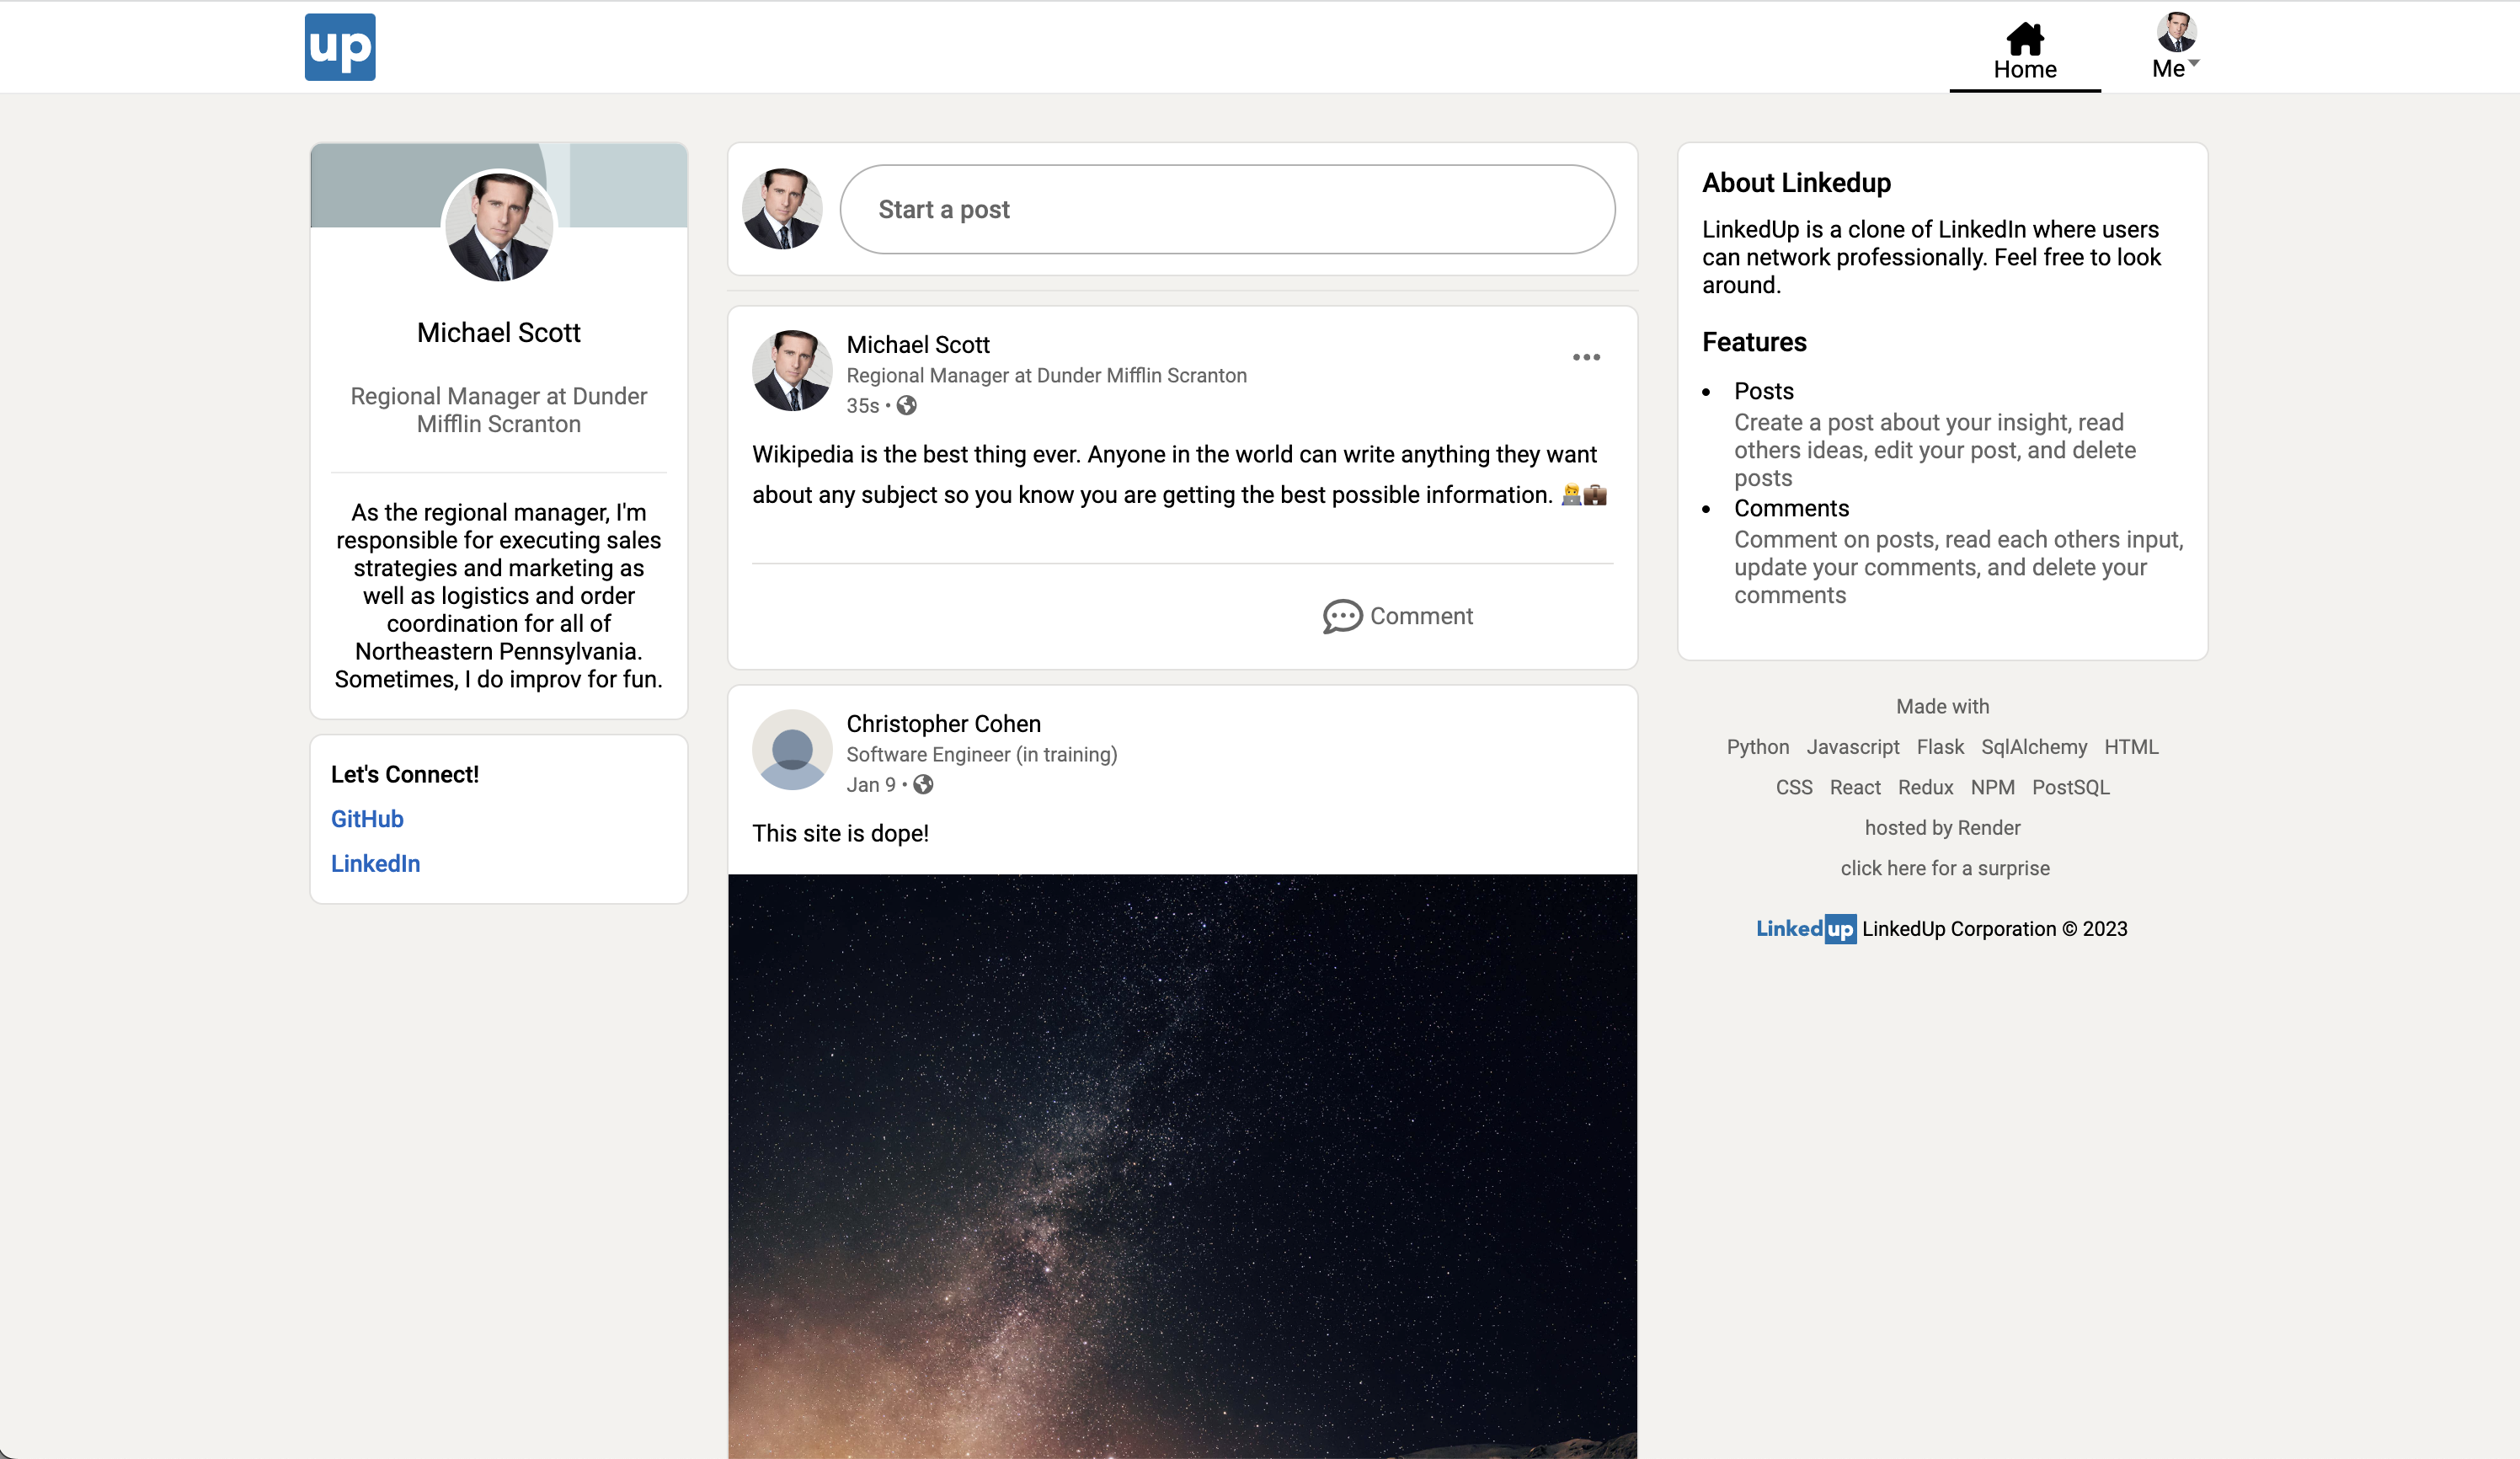 up
Home
Me
Michael Scott
Regional Manager at Dunder
Mifflin Scranton
As the regional manager, I'm
responsible for executing sales
strategies and marketing as
well as logistics and order
coordination for all of
Northeastern Pennsylvania.
Sometimes, I do improv for fun.
Let's Connect!
GitHub
LinkedIn
Start a post
Michael Scott
Regional Manager at Dunder Mifflin Scranton
35s •
Wikipedia is the best thing ever. Anyone in the world can write anything they want
about any subject so you know you are getting the best possible information. 👨‍💻💼
Comment
Christopher Cohen
Software Engineer (in training)
Jan 9 •
This site is dope!
About Linkedup
LinkedUp is a clone of LinkedIn where users
can network professionally. Feel free to look
around.
Features
• Posts
Create a post about your insight, read
others ideas, edit your post, and delete
posts
• Comments
Comment on posts, read each others input,
update your comments, and delete your
comments
Made with
Python Javascript Flask SqlAlchemy HTML
CSS React Redux NPM PostSQL
hosted by Render
click here for a surprise
Linkedup LinkedUp Corporation © 2023